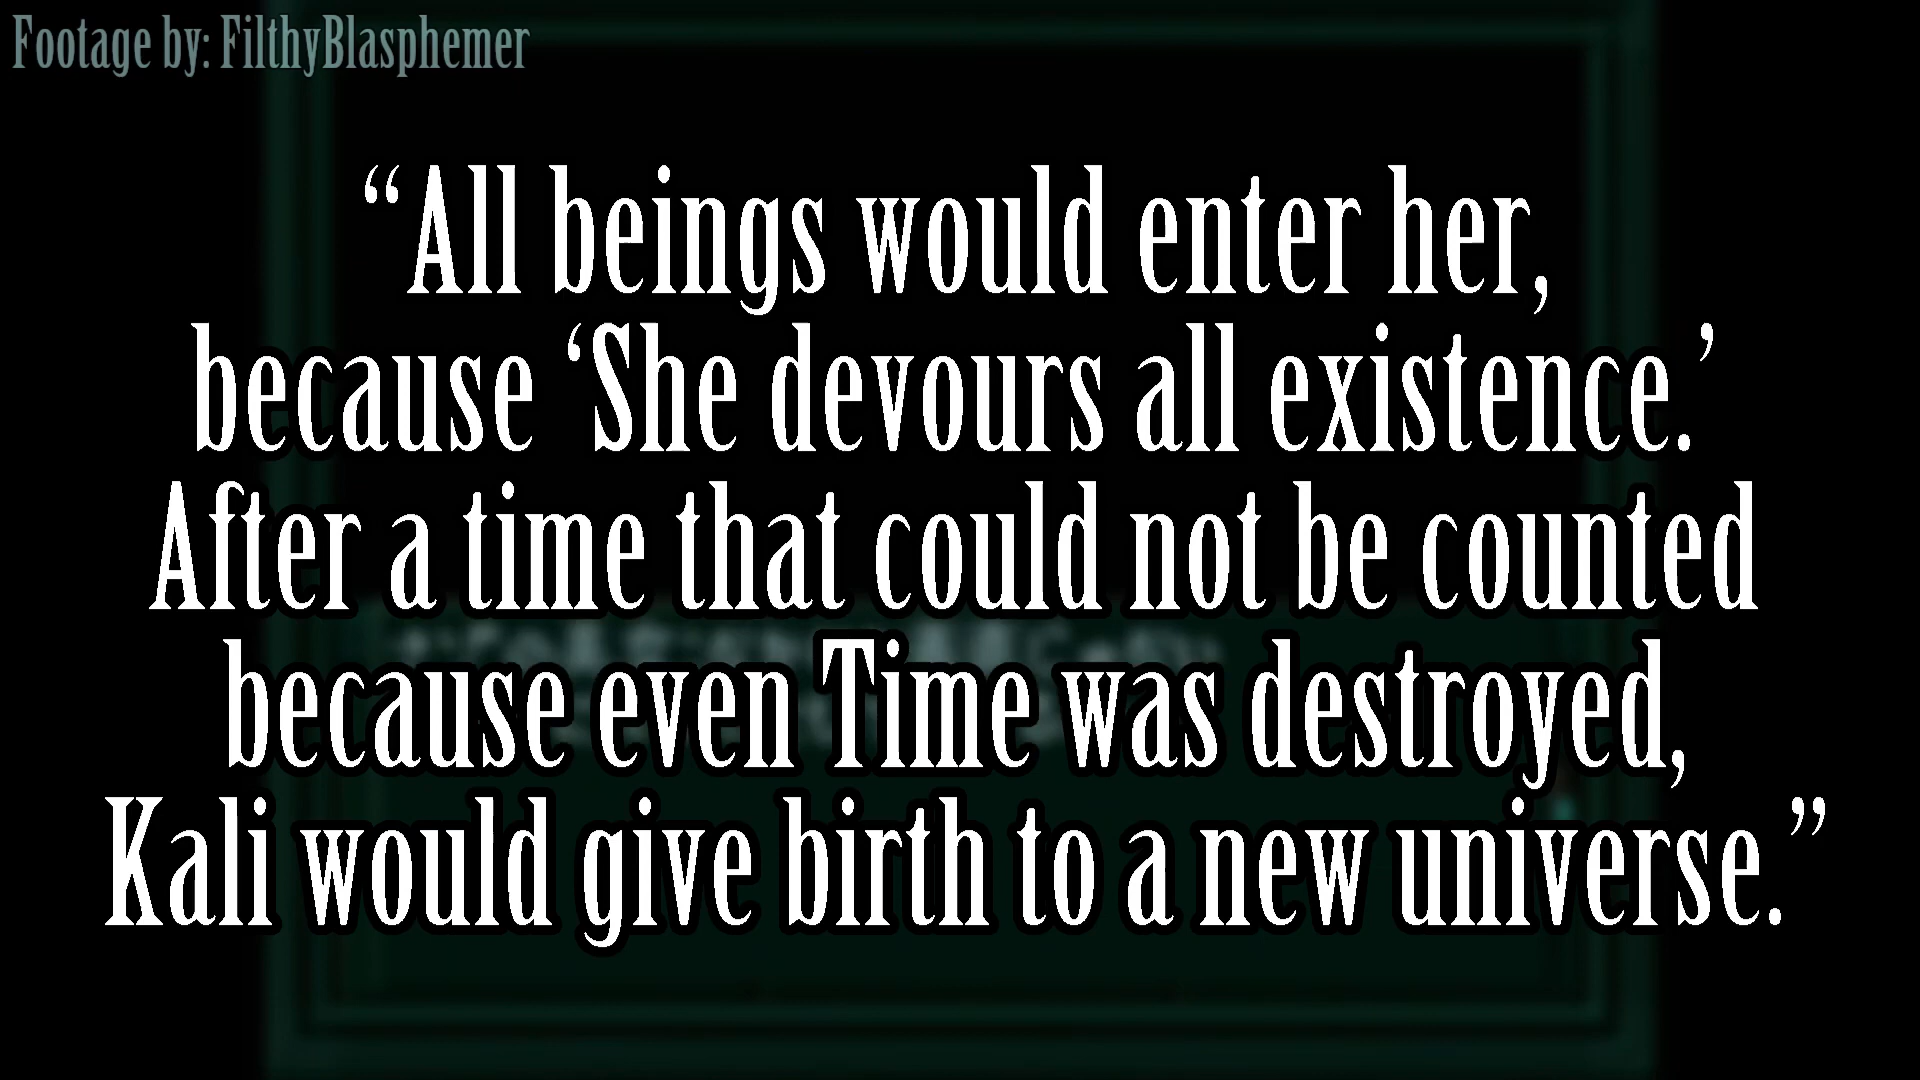 Footage by: FilthyBlasphemer
“All beings would enter her,
because ‘She devours all existence.’
After a time that could not be counted
because even Time was destroyed,
Kali would give birth to a new universe.”